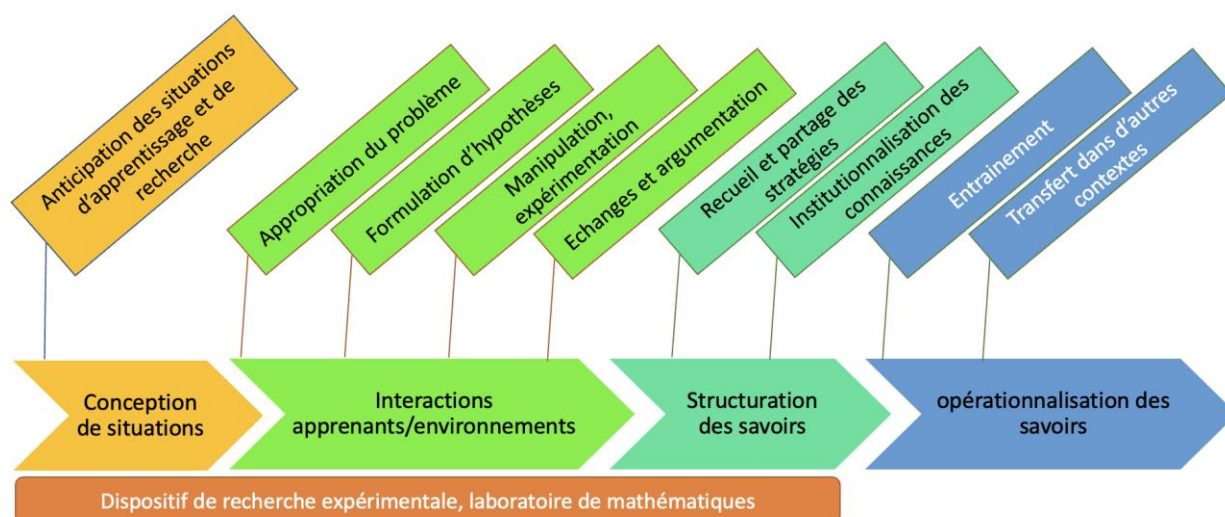 Anticipation des situations
d'apprentissage et de
recherche
Appropriation du problème
Formulation d'hypothèses
Manipulation,
expérimentation
Echanges et argumentation
Recueil et partage des
stratégies
Institutionnalisation des
connaissances
Entrainement
Transfert dans d'autres
contextes
Conception
de situations
Interactions
apprenants/environnements
Structuration
des savoirs
opérationnalisation des
savoirs
Dispositif de recherche expérimentale, laboratoire de mathématiques